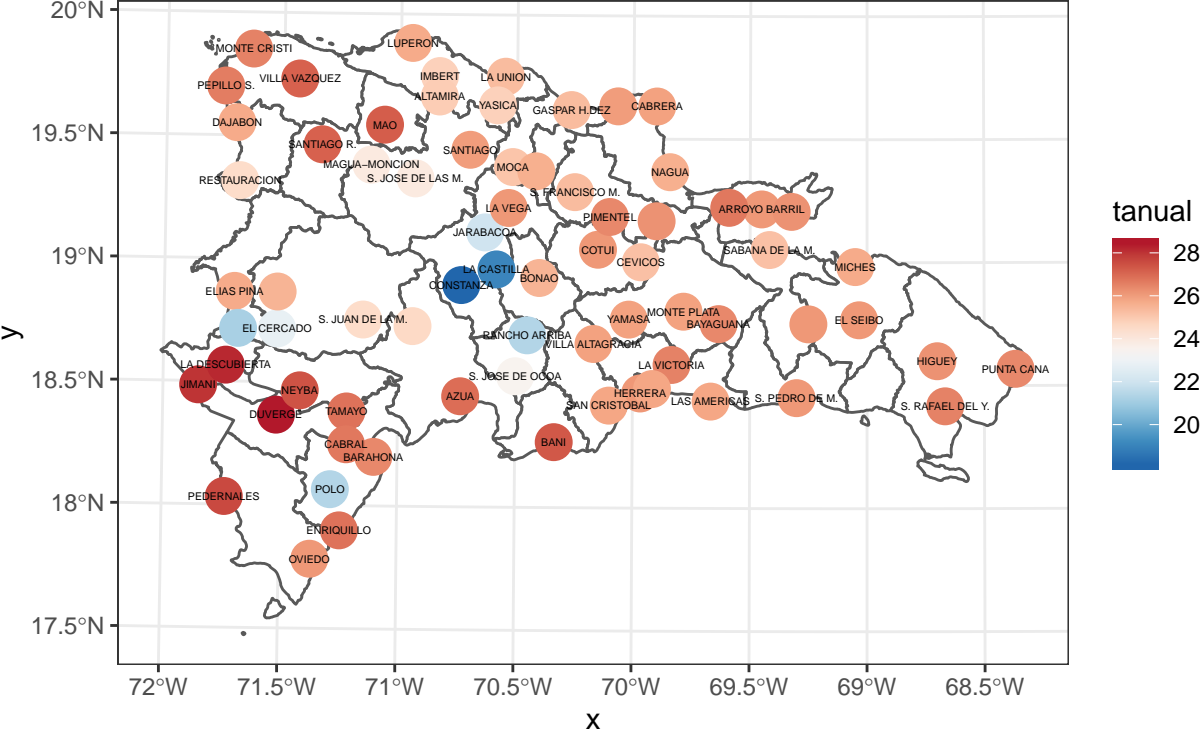 20°N
19.5°N
19°N
18.5°N
18°N
17.5°N
y
72°W
71.5°W
71°W
70.5°W
70°W
69.5°W
69°W
68.5°W
x
tanual
28
26
24
22
20
MONTE CRISTI
LUPERON
PEPILLO S.
VILLA VAZQUEZ
IMBERT
LA UNION
ALTAMIRA
YASICA
GASPAR H.DEZ
CABRERA
DAJABON
MAO
SANTIAGO R.
SANTIAGO
MAGUA−MONCION
MOCA
NAGUA
RESTAURACION
S. JOSE DE LAS M.
S. FRANCISCO M.
LA VEGA
PIMENTEL
ARROYO BARRIL
JARABACOA
COTUI
SABANA DE LA M.
CEVICOS
MICHES
LA CASTILLA
BONAO
CONSTANZA
ELIAS PINA
EL CERCADO
S. JUAN DE LA M.
YAMASA
MONTE PLATA
BAYAGUANA
EL SEIBO
RANCHO ARRIBA
VILLA ALTAGRACIA
LA DESCUBIERTA
LA VICTORIA
HIGUEY
PUNTA CANA
JIMANI
NEYBA
S. JOSE DE OCOA
AZUA
HERRERA
SAN CRISTOBAL
LAS AMERICAS
S. PEDRO DE M.
S. RAFAEL DEL Y.
DUVERGE
TAMAYO
CABRAL
BARAHONA
BANI
PEDERNALES
POLO
ENRIQUILLO
OVIEDO